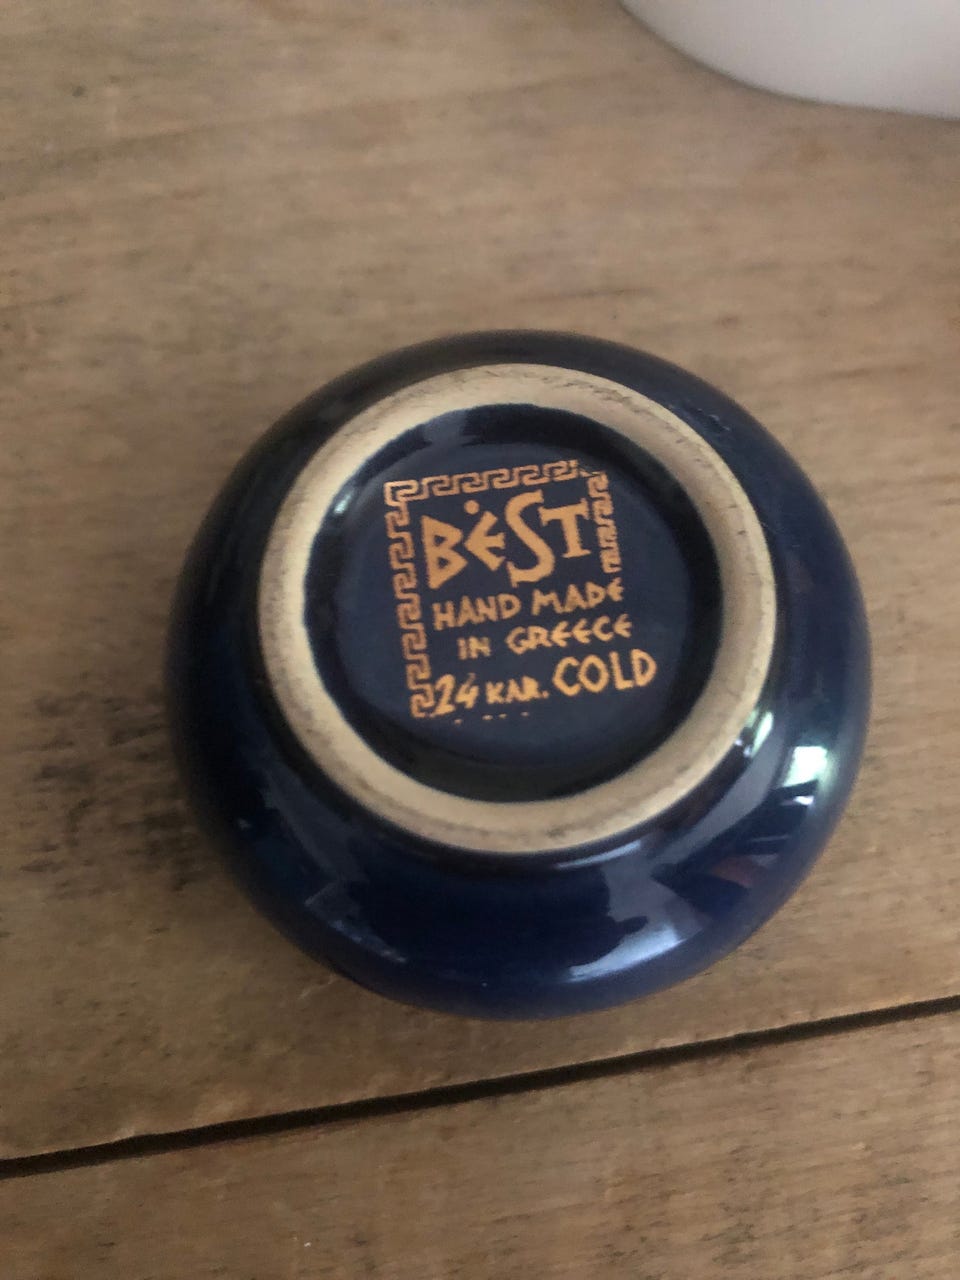 BEST
HAND MADE
IN GREECE
24 KAR. COLD